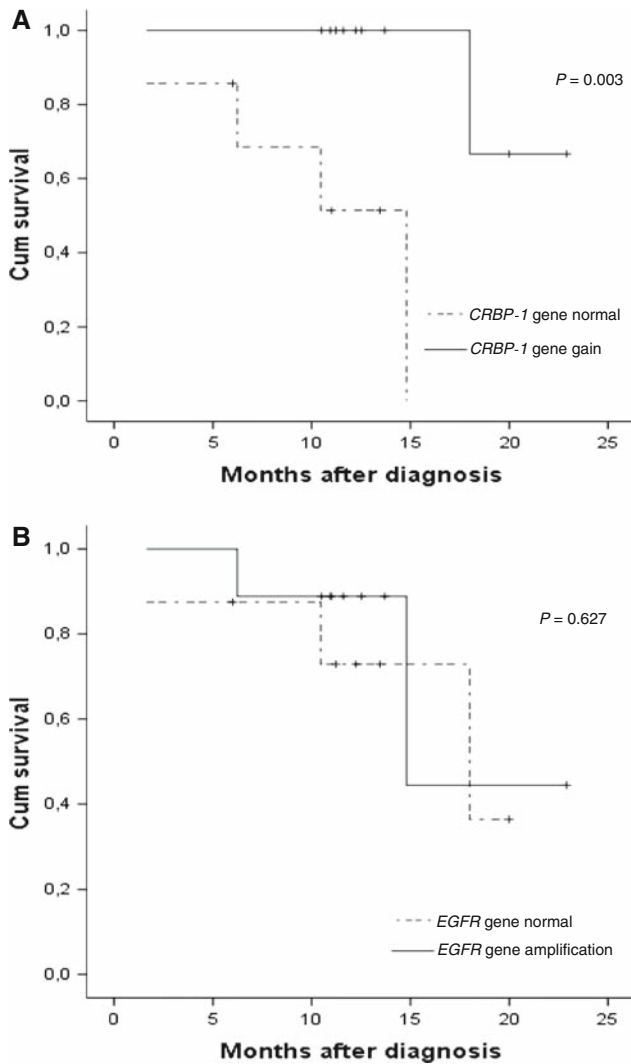 A
1,0
0,8
0,6
0,4
0,2
0,0
Cum survival
P = 0.003
CRBP-1 gene normal
CRBP-1 gene gain
0 5 10 15 20 25
Months after diagnosis
B
1,0
0,8
0,6
0,4
0,2
0,0
Cum survival
P = 0.627
EGFR gene normal
EGFR gene amplification
0 5 10 15 20 25
Months after diagnosis